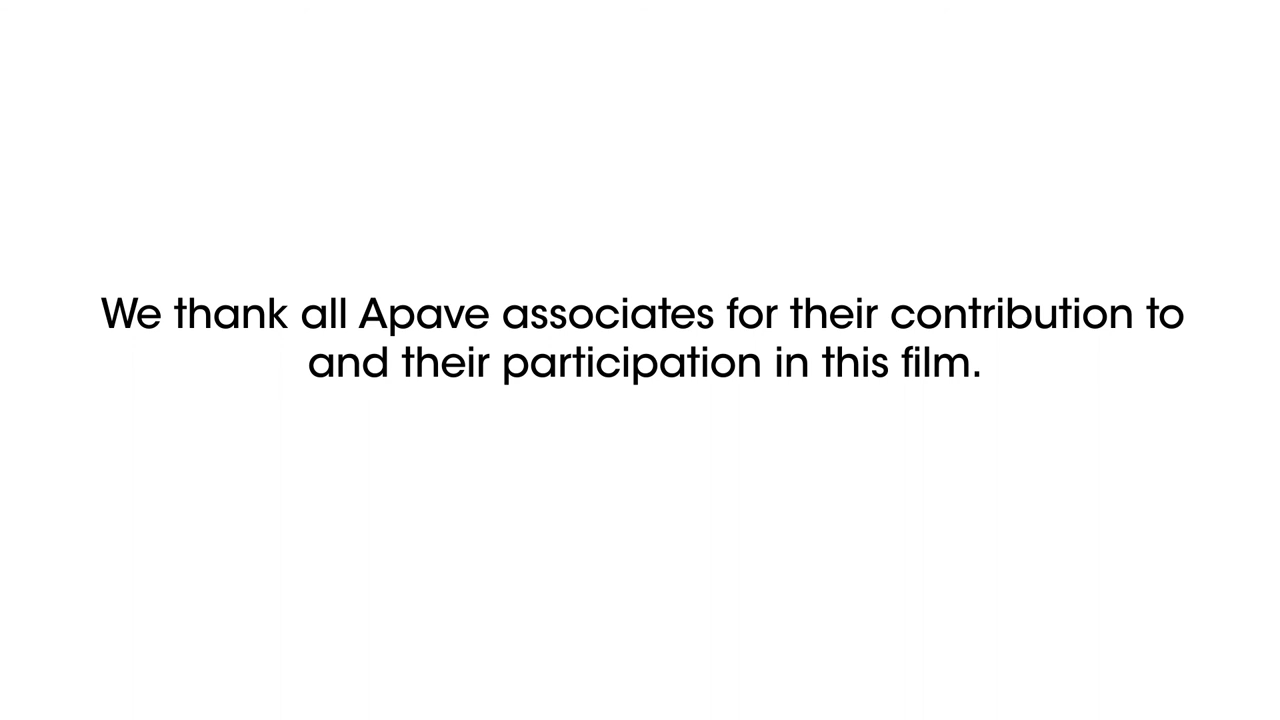 We thank all Apave associates for their contribution to
and their participation in this film.